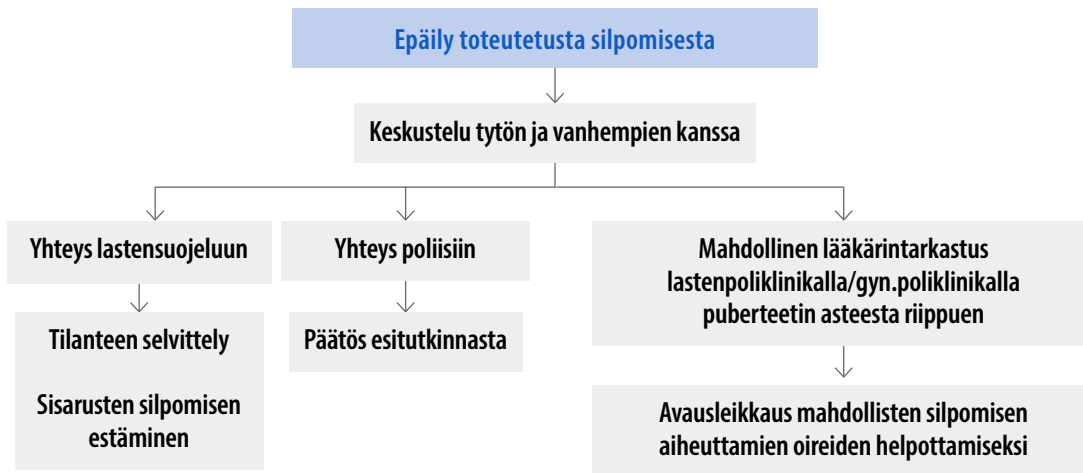 Epäily toteutetusta silpomisesta
Keskustelu tytön ja vanhempien kanssa
Yhteys lastensuojeluun
Yhteys poliisiin
Mahdollinen lääkärintarkastus
lastenpoliklinikalla/gyn.poliklinikalla
puberteetin asteesta riippuen
Tilanteen selvittely
Sisarusten silpomisen
estäminen
Päätös esitutkinnasta
Avausleikkaus mahdollisten silpomisen
aiheuttamien oireiden helpottamiseksi